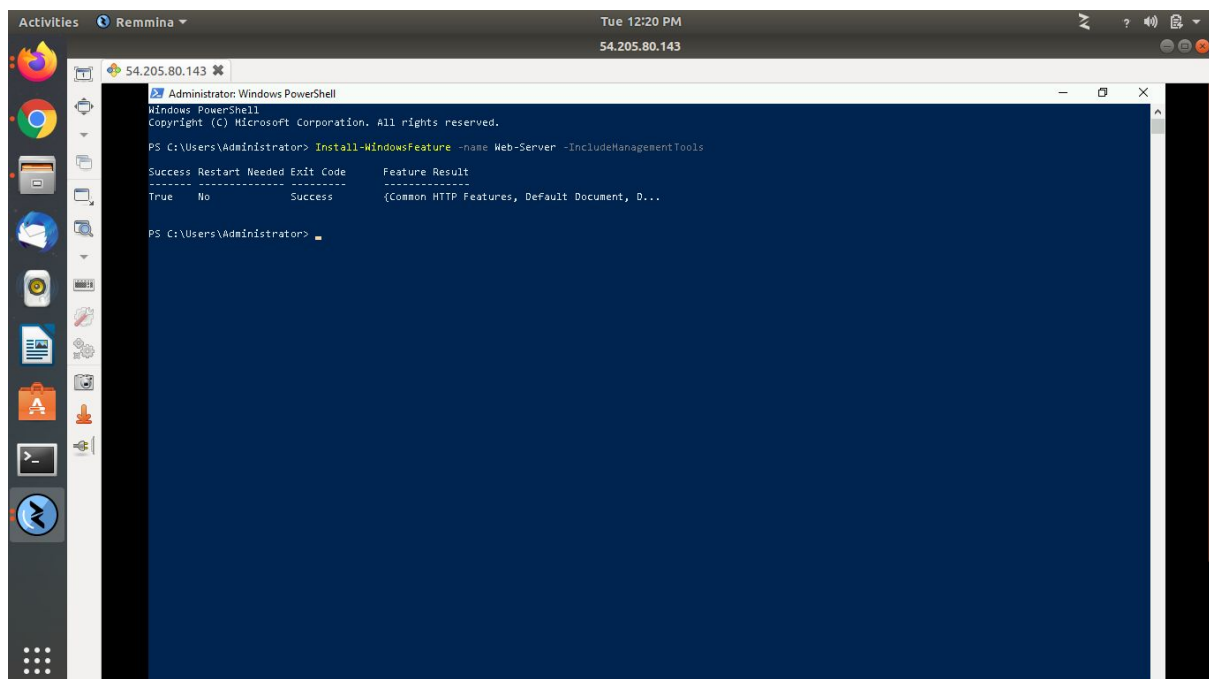 Activities Remmina Tue 12:20 PM ?
54.205.80.143
54.205.80.143
Administrator: Windows PowerShell
Windows PowerShell
Copyright (C) Microsoft Corporation. All rights reserved.
PS C:\Users\Administrator> Install-WindowsFeature -name Web-Server -IncludeManagementTools
Success Restart Needed Exit Code      Feature Result
------- -------------- ---------      --------------
True    No             Success        {Common HTTP Features, Default Document, D...
PS C:\Users\Administrator> _